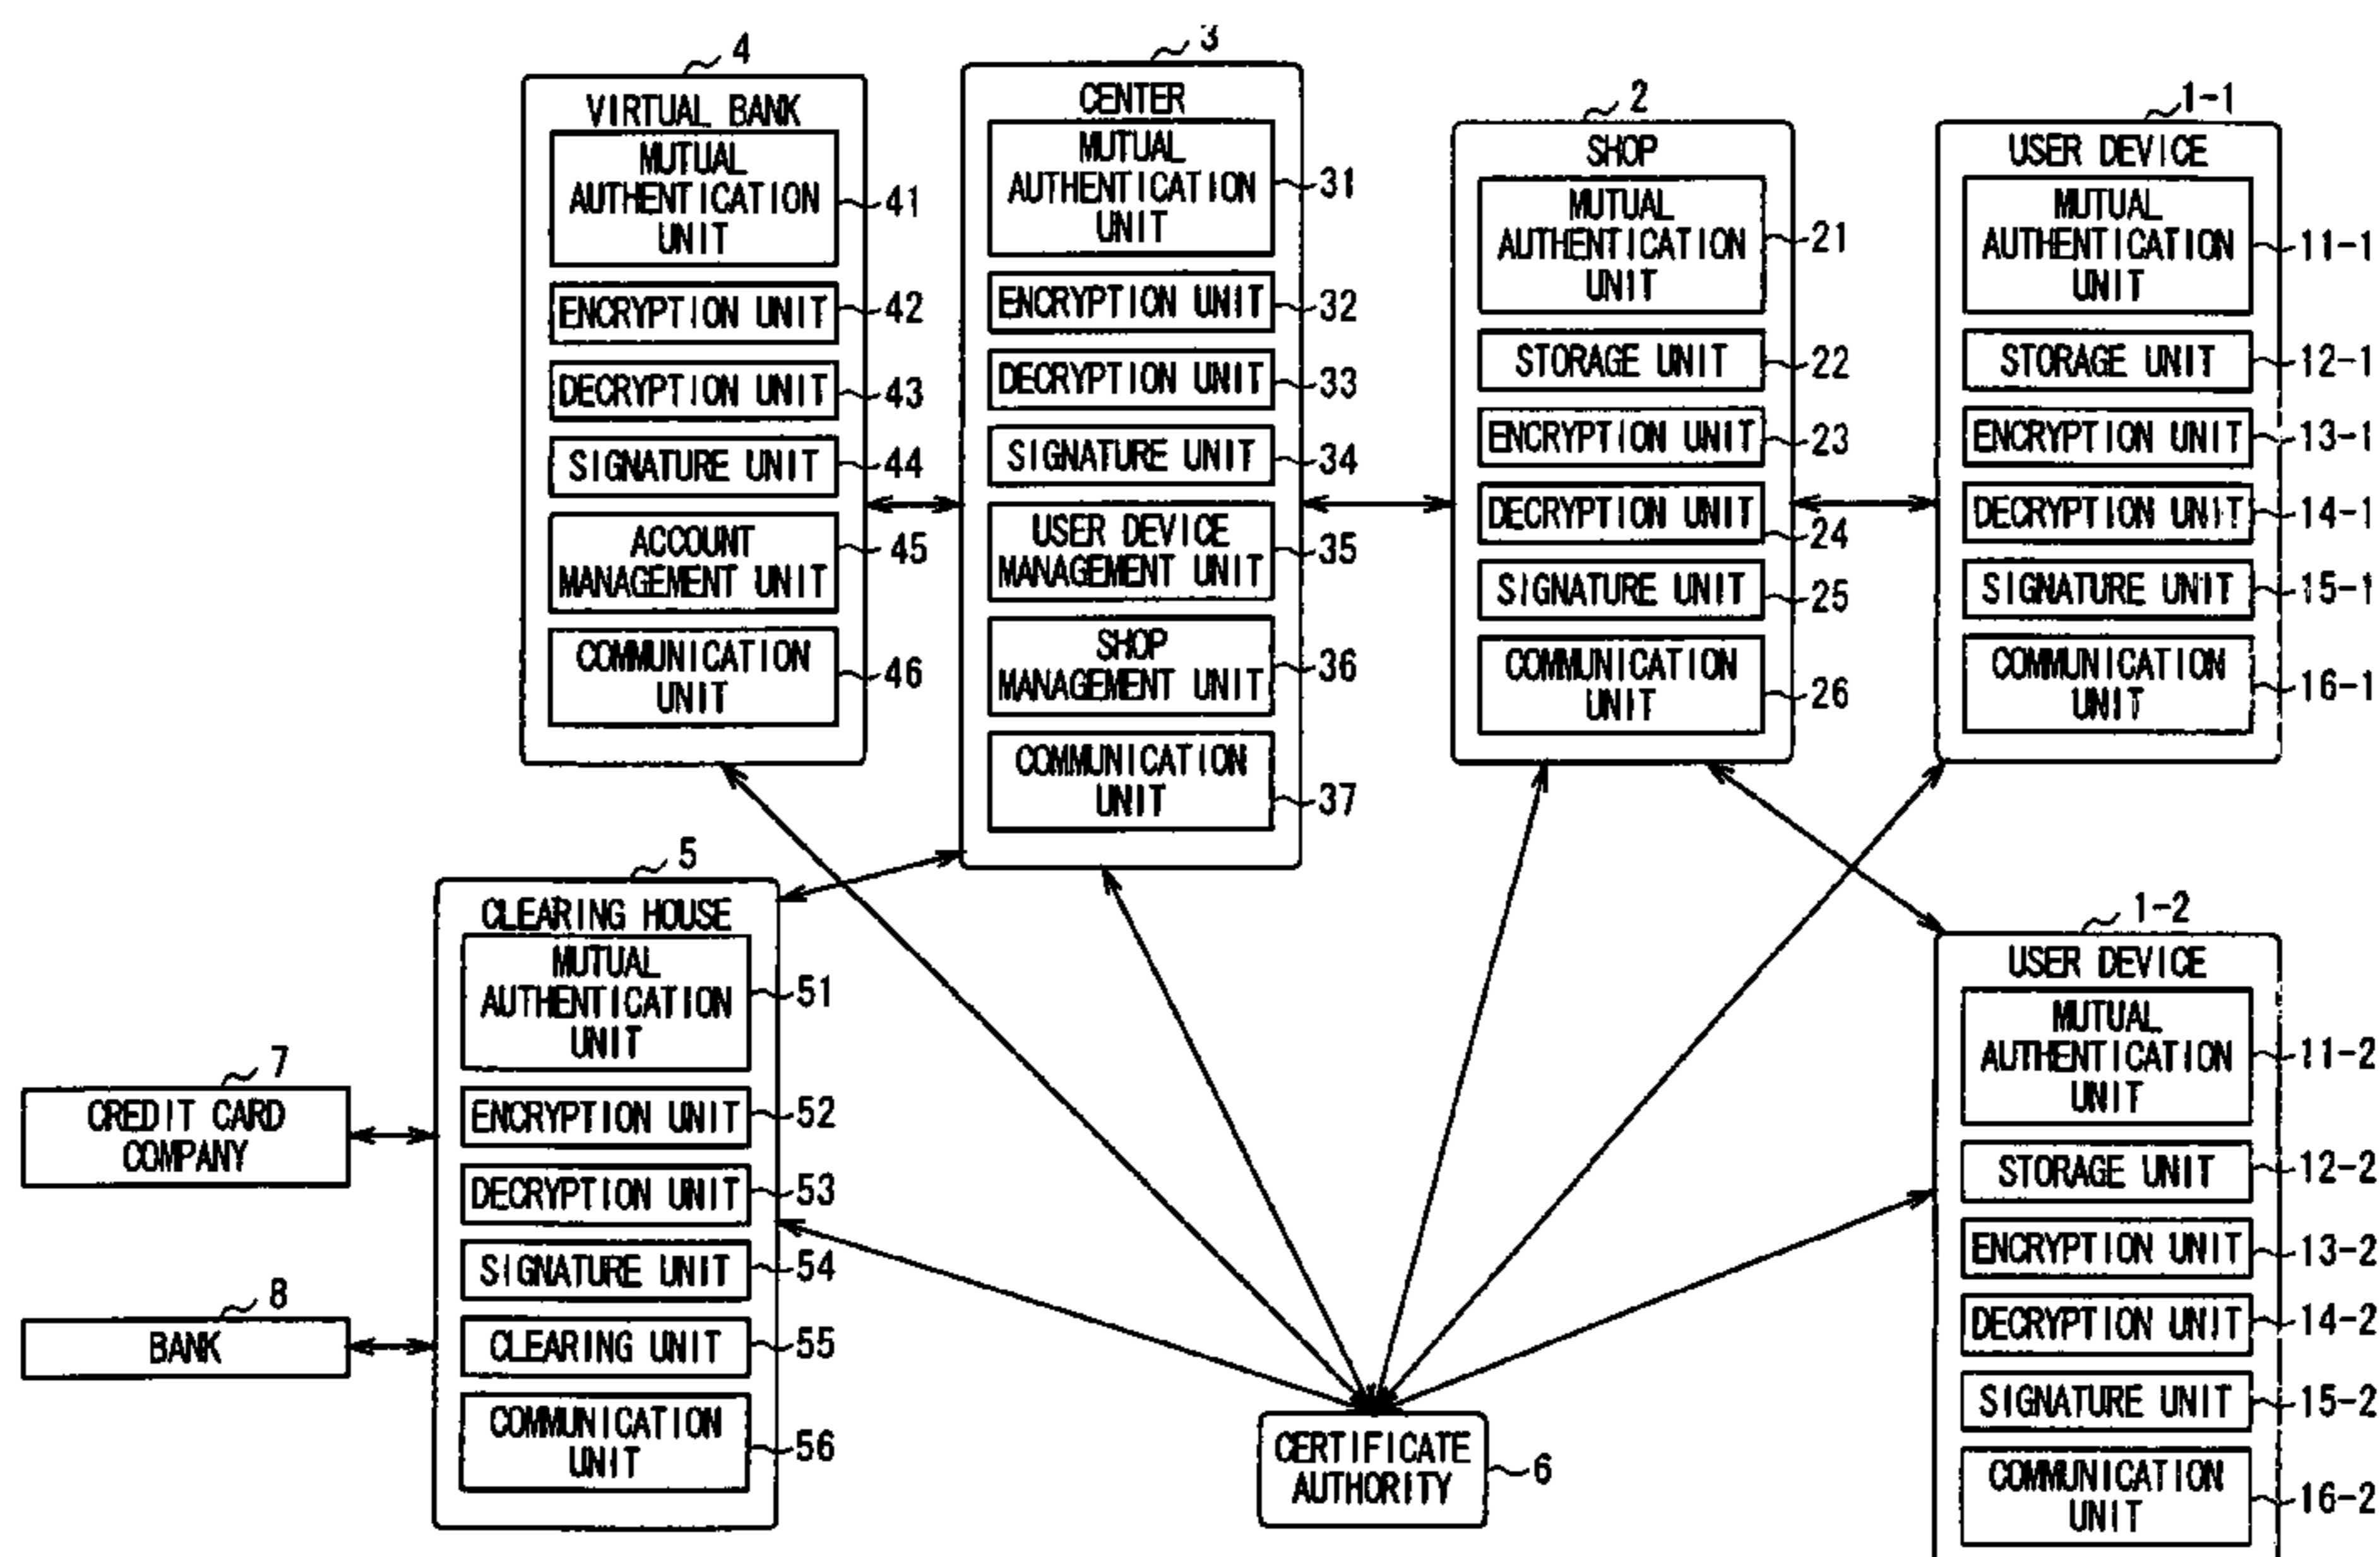 4
VIRTUAL BANK
MUTUAL
AUTHENTICATION
UNIT
41
ENCRYPTION UNIT
42
DECRYPTION UNIT
43
SIGNATURE UNIT
44
ACCOUNT
MANAGEMENT UNIT
45
COMMUNICATION
UNIT
46
3
CENTER
MUTUAL
AUTHENTICATION
UNIT
31
ENCRYPTION UNIT
32
DECRYPTION UNIT
33
SIGNATURE UNIT
34
USER DEVICE
MANAGEMENT UNIT
35
SHOP
MANAGEMENT UNIT
36
COMMUNICATION
UNIT
37
2
SHOP
MUTUAL
AUTHENTICATION
UNIT
21
STORAGE UNIT
22
ENCRYPTION UNIT
23
DECRYPTION UNIT
24
SIGNATURE UNIT
25
COMMUNICATION
UNIT
26
1-1
USER DEVICE
MUTUAL
AUTHENTICATION
UNIT
11-1
STORAGE UNIT
12-1
ENCRYPTION UNIT
13-1
DECRYPTION UNIT
14-1
SIGNATURE UNIT
15-1
COMMUNICATION
UNIT
16-1
5
CLEARING HOUSE
MUTUAL
AUTHENTICATION
UNIT
51
ENCRYPTION UNIT
52
DECRYPTION UNIT
53
SIGNATURE UNIT
54
CLEARING UNIT
55
COMMUNICATION
UNIT
56
7
CREDIT CARD
COMPANY
8
BANK
CERTIFICATE
AUTHORITY
6
1-2
USER DEVICE
MUTUAL
AUTHENTICATION
UNIT
11-2
STORAGE UNIT
12-2
ENCRYPTION UNIT
13-2
DECRYPTION UNIT
14-2
SIGNATURE UNIT
15-2
COMMUNICATION
UNIT
16-2